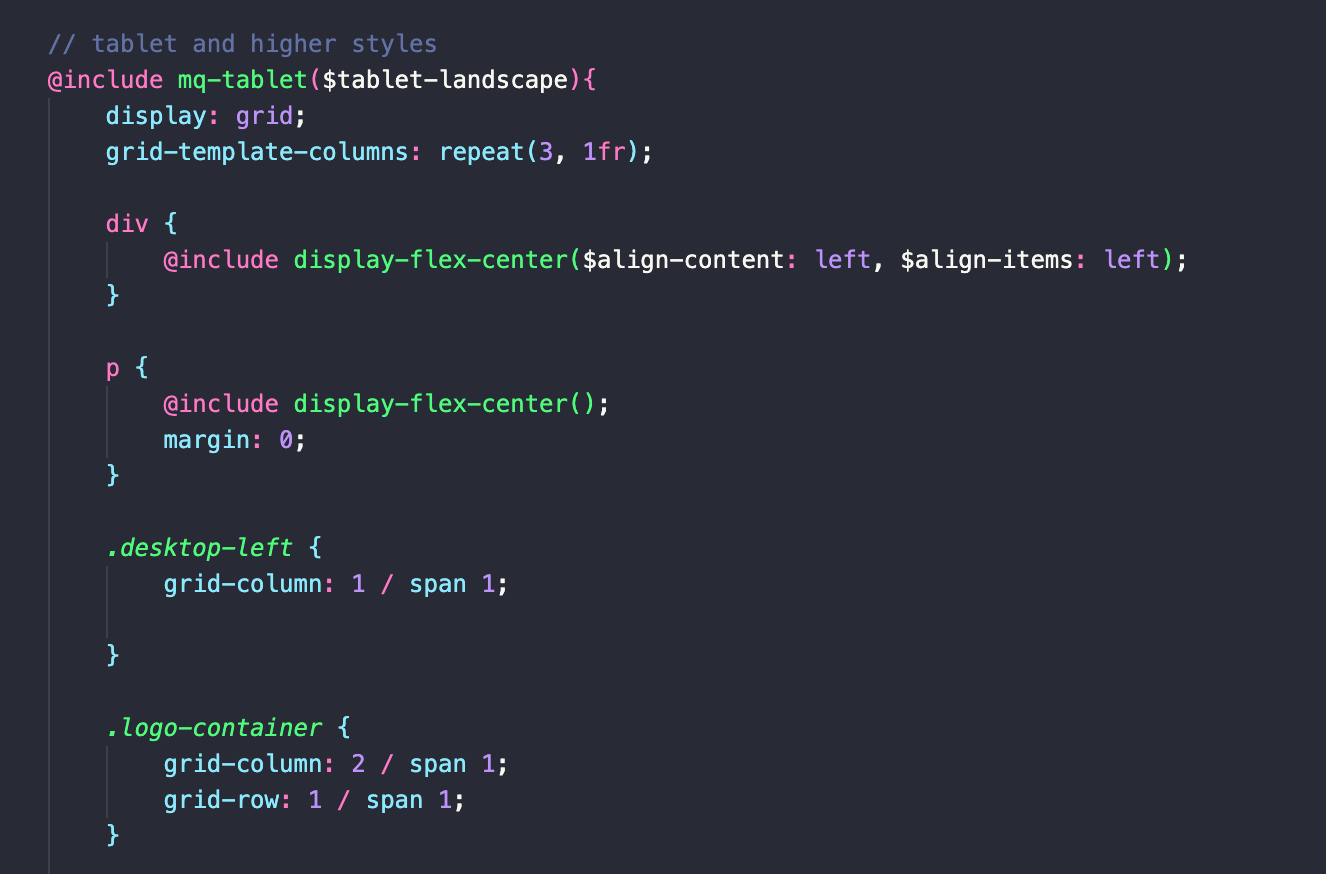 // tablet and higher styles
@include mq-tablet($tablet-landscape){
    display: grid;
    grid-template-columns: repeat(3, 1fr);

    div {
        @include display-flex-center($align-content: left, $align-items: left);
    }

    p {
        @include display-flex-center();
        margin: 0;
    }

    .desktop-left {
        grid-column: 1 / span 1;

    }

    .logo-container {
        grid-column: 2 / span 1;
        grid-row: 1 / span 1;
    }